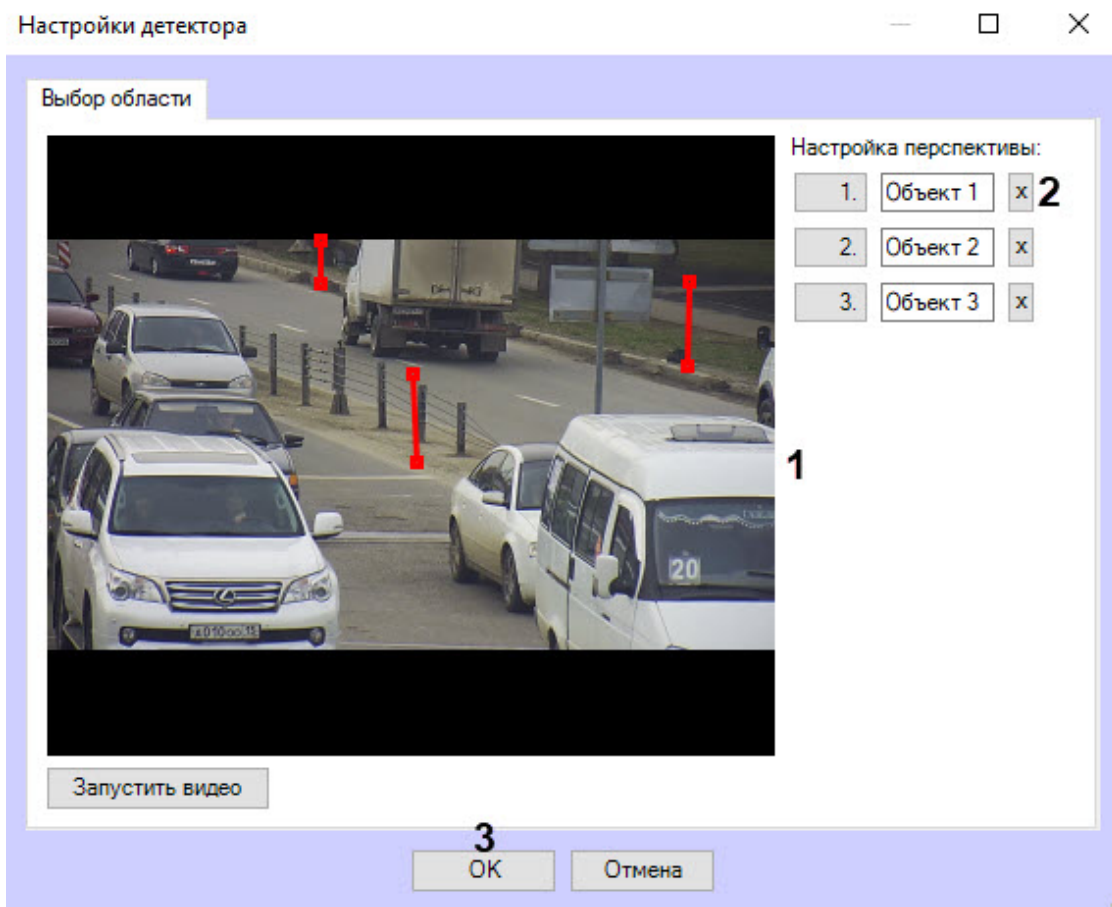 Настройки детектора
Выбор области
Настройка перспективы:
1. Объект 1 x 2
2. Объект 2 x
3. Объект 3 x
1
20
Запустить видео
3
OK Отмена